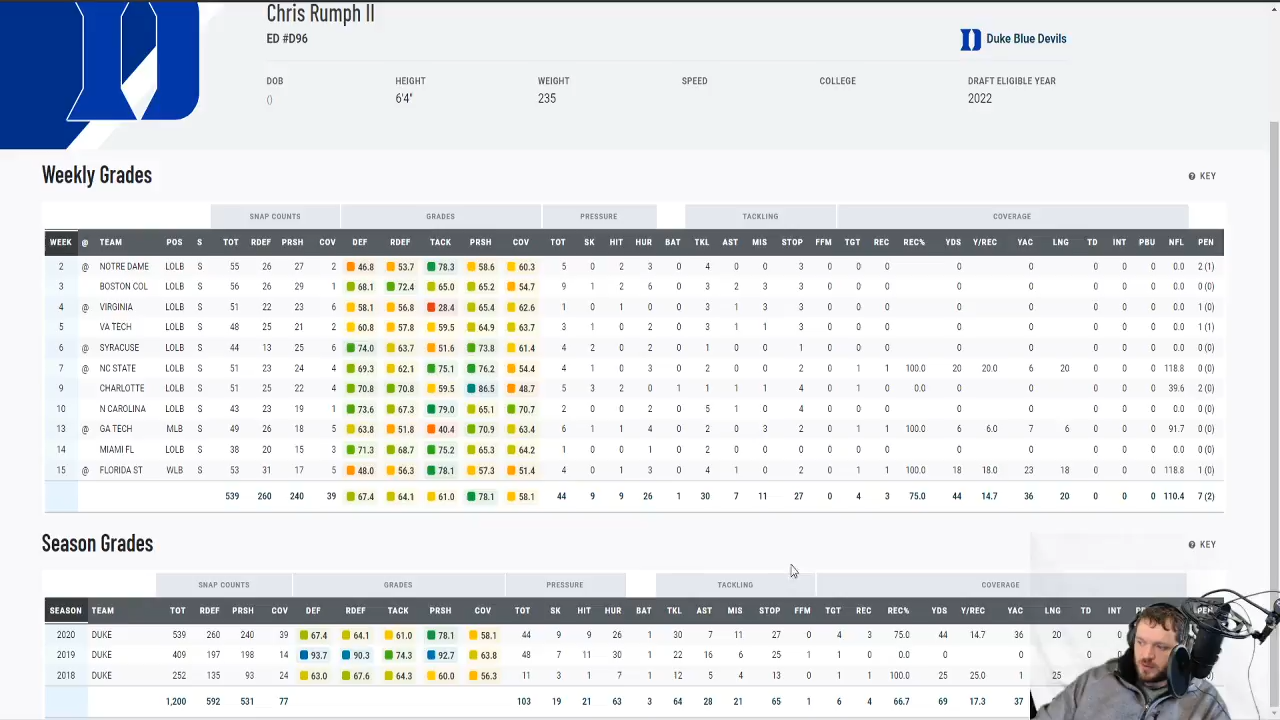 Chris Rumph II
ED #D96
Duke Blue Devils
DOB HEIGHT WEIGHT SPEED COLLEGE DRAFT ELIGIBLE YEAR
() 6'4" 235 2022
Weekly Grades
KEY
SNAP COUNTS GRADES PRESSURE TACKLING COVERAGE
WEEK @ TEAM POS S TOT RDEF PRSH COV DEF RDEF TACK PRSH COV TOT SK HIT HUR BAT TKL AST MIS STOP FFM TGT REC REC% YDS Y/REC YAC LNG TD INT PBU NFL PEN
2 @ NOTRE DAME LOLB S 55 26 27 2 46.8 53.7 78.3 58.6 60.3 5 0 2 3 0 4 0 0 3 0 0 0 0 0 0 0 0 0.0 2 (1)
3 BOSTON COL LOLB S 56 26 29 1 68.1 72.4 65.0 65.2 54.7 9 1 2 6 0 3 2 3 3 0 0 0 0 0 0 0 0 0.0 0 (0)
4 @ VIRGINIA LOLB S 51 22 23 6 58.1 56.8 28.4 65.4 62.6 1 0 1 0 0 3 1 3 3 0 0 0 0 0 0 0 0 0.0 1 (0)
5 VA TECH LOLB S 48 25 21 2 60.8 57.8 59.5 64.9 63.7 3 1 0 2 0 3 1 1 3 0 0 0 0 0 0 0 0 0.0 1 (1)
6 @ SYRACUSE LOLB S 44 13 25 6 74.0 63.7 51.6 73.8 61.4 4 2 0 2 0 1 0 0 1 0 0 0 0 0 0 0 0 0.0 0 (0)
7 @ NC STATE LOLB S 51 23 24 4 69.3 62.1 75.1 76.2 54.4 4 1 0 3 0 2 0 0 2 0 1 1 100.0 20 20.0 6 20 0 0 0 118.8 0 (0)
9 CHARLOTTE LOLB S 51 25 22 4 70.8 70.8 59.5 86.5 48.7 5 3 2 0 1 1 1 1 4 0 1 0 0.0 0 0 0 0 0 0 39.6 2 (0)
10 N CAROLINA LOLB S 43 23 19 1 73.6 67.3 79.0 65.1 70.7 2 0 0 2 0 5 1 0 4 0 0 0 0 0 0 0 0 0.0 0 (0)
13 @ GA TECH MLB S 49 26 18 5 63.8 51.8 40.4 70.9 63.4 6 1 1 4 0 2 0 3 2 0 1 1 100.0 6 6.0 7 6 0 0 0 91.7 0 (0)
14 MIAMI FL LOLB S 38 20 15 3 71.3 68.7 75.2 65.3 64.2 1 0 0 1 0 2 0 0 0 0 0 0 0 0 0 0 0 0.0 0 (0)
15 @ FLORIDA ST WLB S 53 31 17 5 48.0 56.3 78.1 57.3 51.4 4 0 1 3 0 4 1 0 2 0 1 1 100.0 18 18.0 23 18 0 0 0 118.8 1 (0)
539 260 240 39 67.4 64.1 61.0 78.1 58.1 44 9 9 26 1 30 7 11 27 0 4 3 75.0 44 14.7 36 20 0 0 0 110.4 7 (2)
Season Grades
KEY
SNAP COUNTS GRADES PRESSURE TACKLING COVERAGE
SEASON TEAM TOT RDEF PRSH COV DEF RDEF TACK PRSH COV TOT SK HIT HUR BAT TKL AST MIS STOP FFM TGT REC REC% YDS Y/REC YAC LNG TD INT PEN
2020 DUKE 539 260 240 39 67.4 64.1 61.0 78.1 58.1 44 9 9 26 1 30 7 11 27 0 4 3 75.0 44 14.7 36 20 0 0
2019 DUKE 409 197 198 14 93.7 90.3 74.3 92.7 63.8 48 7 11 30 1 22 16 6 25 1 1 0 0.0 0 0 0 0 0
2018 DUKE 252 135 93 24 63.0 67.6 60.0 56.3 11 3 1 7 1 12 5 4 13 0 1 1 100.0 25 25.0 1 25
1,200 592 531 77 103 19 21 63 3 64 28 21 65 1 6 4 66.7 69 17.3 37